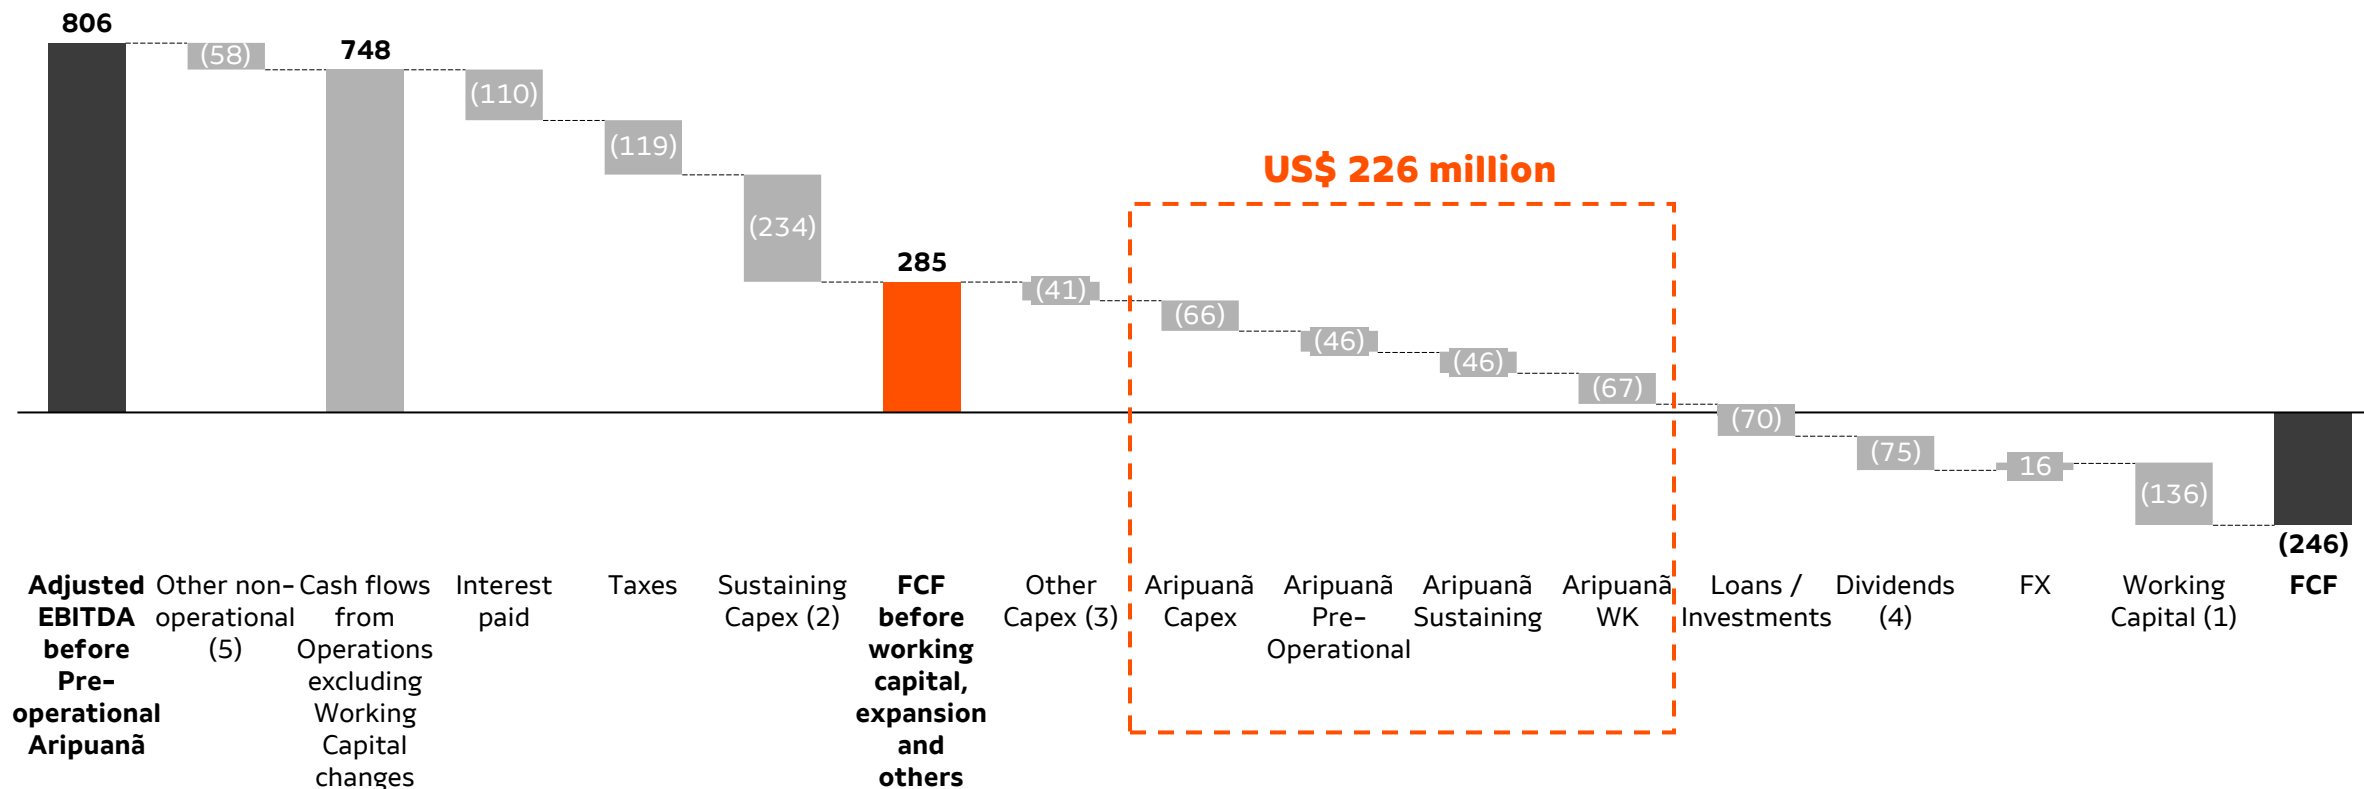 806
(58)
748
(110)
(119)
(234)
285
(41)
US$ 226 million
(66)
(46)
(46)
(67)
(70)
(75)
16
(136)
(246)
Adjusted
EBITDA
before
Pre-
operational
Aripuanã
Other non-
operational
(5)
Cash flows
from
Operations
excluding
Working
Capital
changes
Interest
paid
Taxes
Sustaining
Capex (2)
FCF
before
working
capital,
expansion
and
others
Other
Capex (3)
Aripuanã
Capex
Aripuanã
Pre-
Operational
Aripuanã
Sustaining
Aripuanã
WK
Loans /
Investments
Dividends
(4)
FX
Working
Capital (1)
FCF